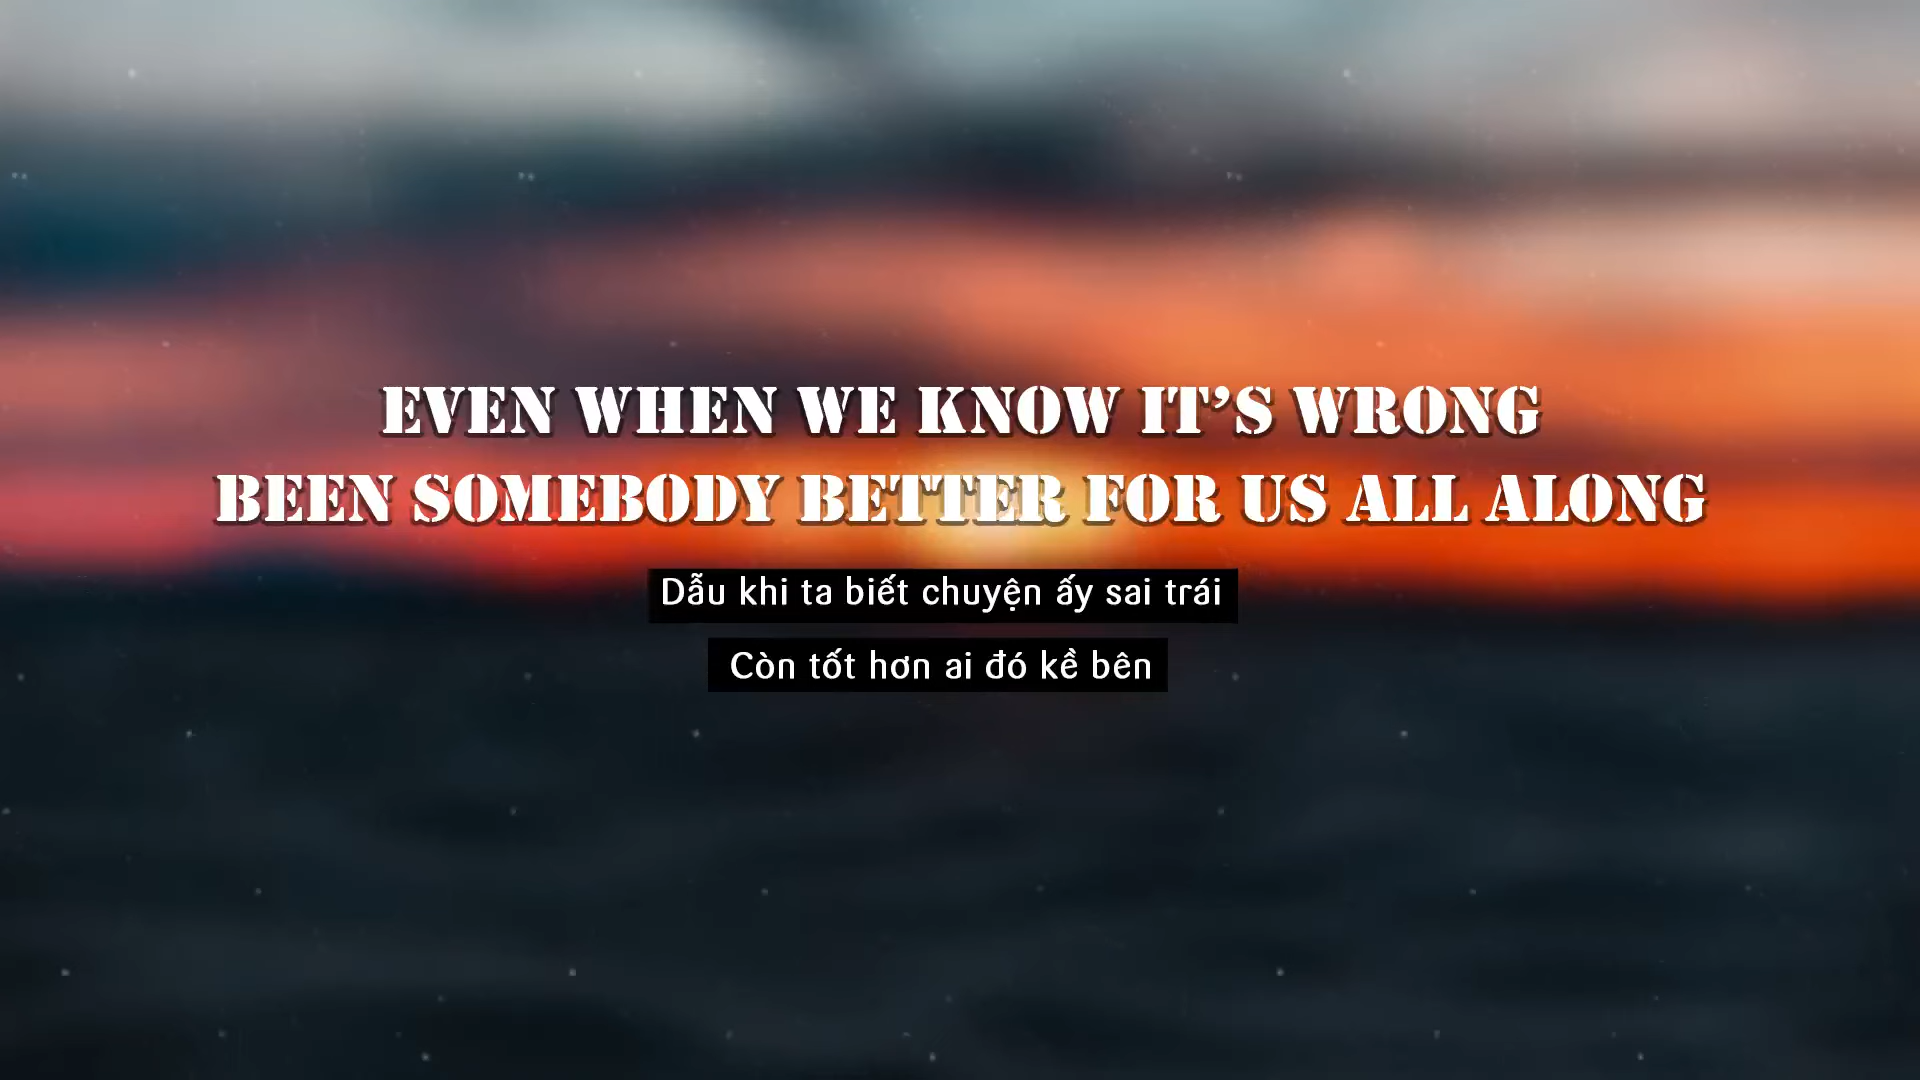 EVEN WHEN WE KNOW IT’S WRONG
BEEN SOMEBODY BETTER FOR US ALL ALONG
Dẫu khi ta biết chuyện ấy sai trái
Còn tốt hơn ai đó kề bên